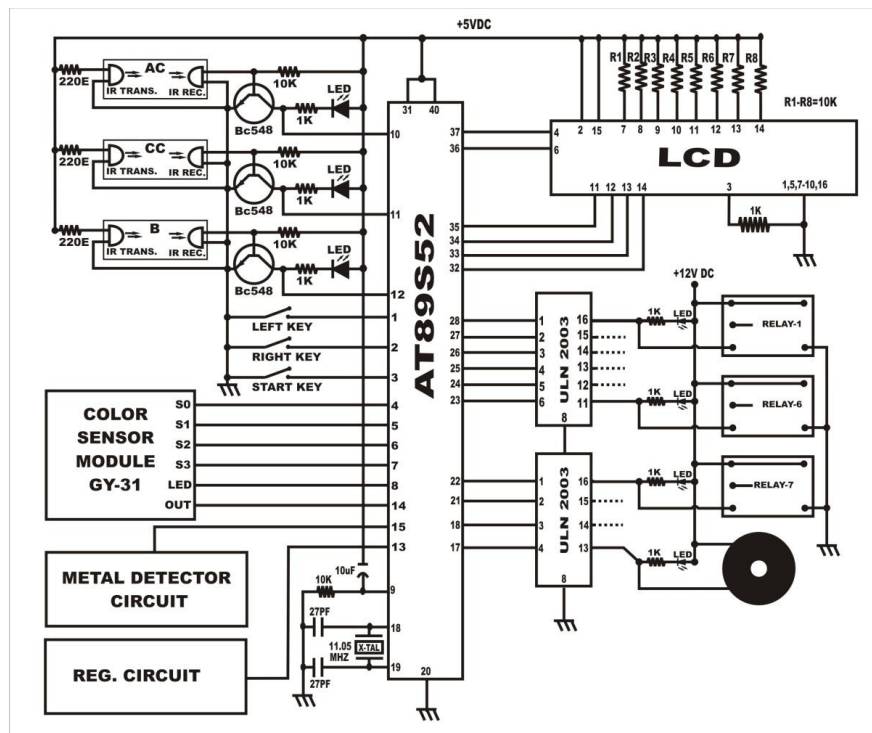 +5VDC
AC
220E
IR TRANS.
IR REC.
10K
LED
1K
Bc548
CC
220E
IR TRANS.
IR REC.
10K
LED
1K
Bc548
B
220E
IR TRANS.
IR REC.
10K
LED
1K
Bc548
LEFT KEY
RIGHT KEY
START KEY
COLOR
SENSOR
MODULE
GY-31
S0
S1
S2
S3
LED
OUT
METAL DETECTOR
CIRCUIT
REG. CIRCUIT
10uF
10K
27PF
11.05
MHZ
X-TAL
27PF
AT89S52
31 40
10
11
12
1
2
3
4
5
6
7
8
14
15
13
9
18
19
20
37
36
35
34
33
32
28
27
26
25
24
23
22
21
18
17
R1 R2 R3 R4 R5 R6 R7 R8
R1-R8=10K
2 15 7 8 9 10 11 12 13 14
4
6
LCD
11 12 13 14 3 1,5,7-10,16
1K
+12V DC
ULN 2003
1
2
3
4
5
6
16
15
14
13
12
11
8
1K
LED
RELAY-1
1K
LED
RELAY-6
ULN 2003
1
2
3
4
16
15
14
13
8
1K
LED
RELAY-7
1K
LED